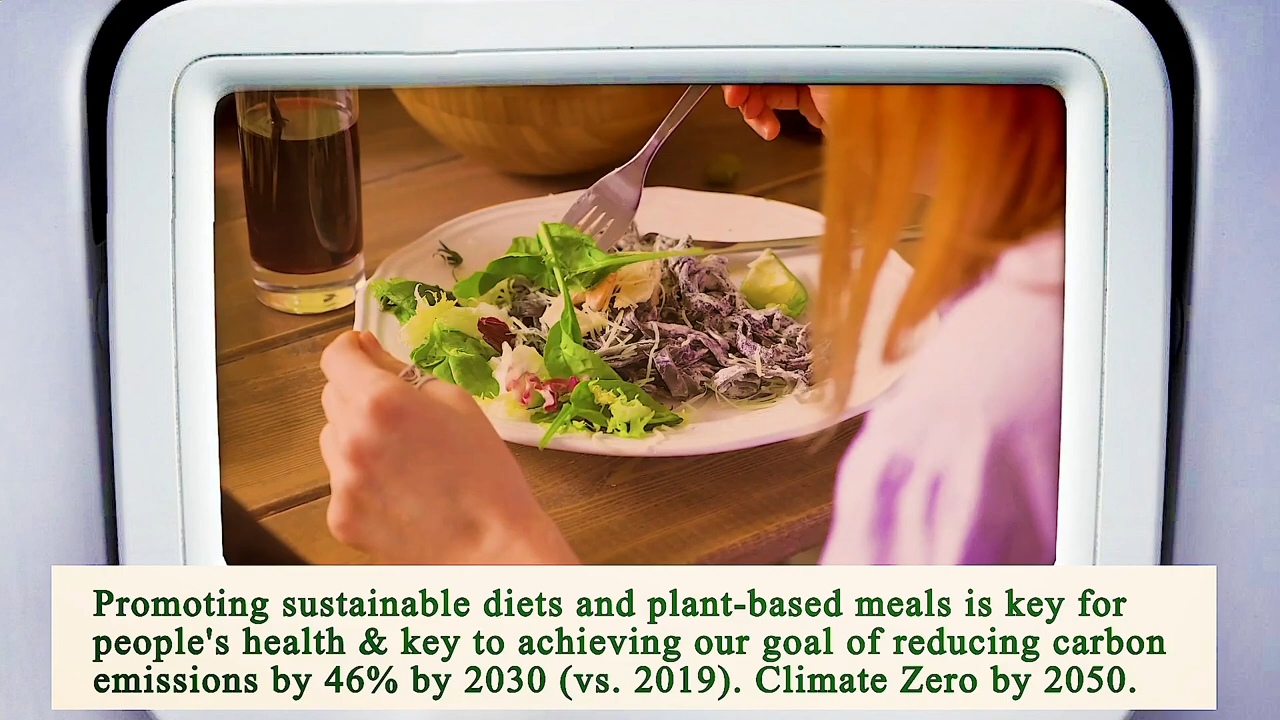 Promoting sustainable diets and plant-based meals is key for
people's health & key to achieving our goal of reducing carbon
emissions by 46% by 2030 (vs. 2019). Climate Zero by 2050.